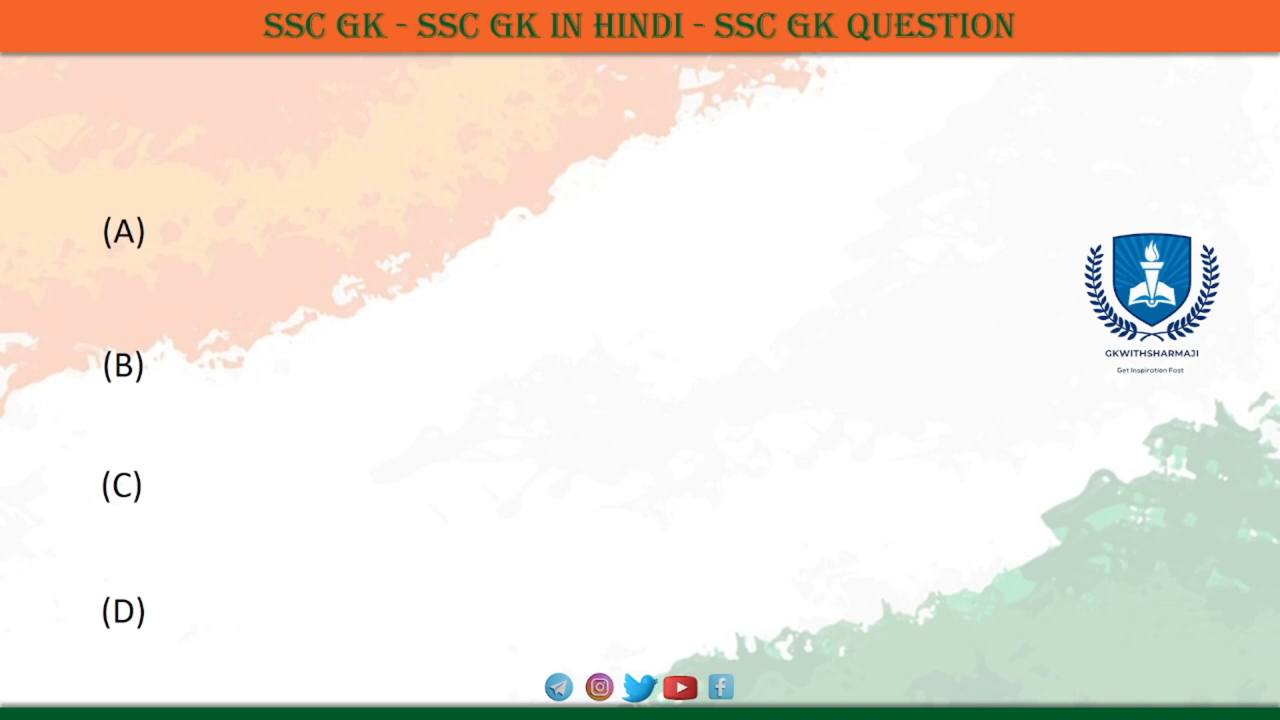 SSC GK - SSC GK IN HINDI - SSC GK QUESTION
(A)
(B)
(C)
(D)
GKWITHSHARMAJI
Get Inspiration Fast